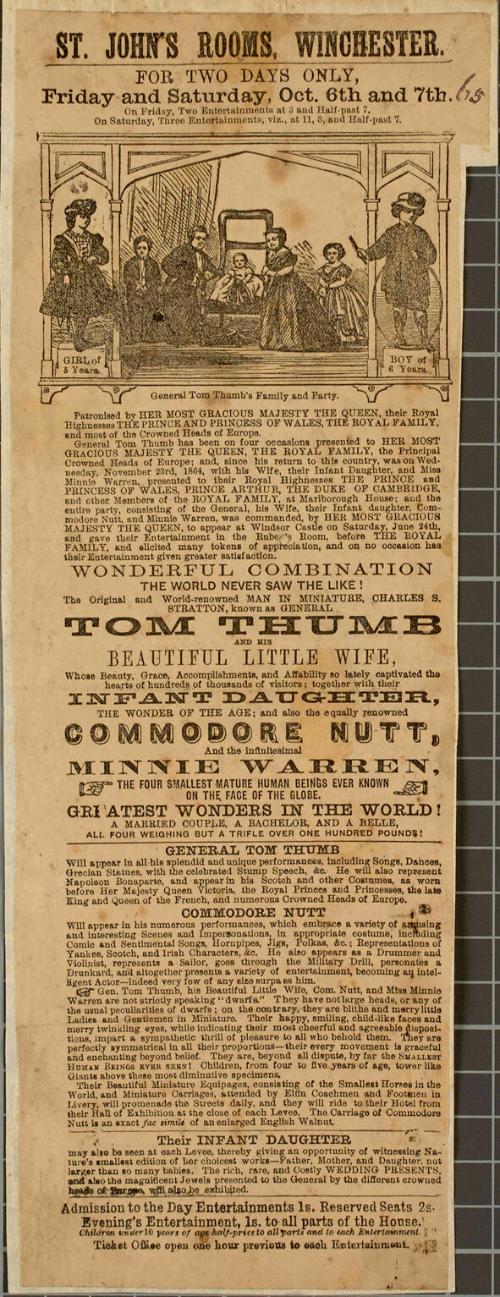 ST. JOHN'S ROOMS, WINCHESTER.
FOR TWO DAYS ONLY,
Friday and Saturday, Oct. 6th and 7th.
65
On Friday, Two Entertainments at 3 and Half-past 7.
On Saturday, Three Entertainments, viz., at 11, 3, and Half-past 7.
GIRL of
5 Years.
BOY of
6 Years.
General Tom Thumb's Family and Party.
Patronised by HER MOST GRACIOUS MAJESTY THE QUEEN, their Royal
Highnesses THE PRINCE AND PRINCESS OF WALES, THE ROYAL FAMILY,
and most of the Crowned Heads of Europe.
General Tom Thumb has been on four occasions presented to HER MOST
GRACIOUS MAJESTY THE QUEEN, THE ROYAL FAMILY, the Principal
Crowned Heads of Europe; and, since his return to this country, was on Wed-
nesday, November 23rd, 1864, with his Wife, their Infant Daughter, and Miss
Minnie Warren, presented to their Royal Highnesses THE PRINCE and
PRINCESS OF WALES, PRINCE ARTHUR, THE DUKE OF CAMBRIDGE,
and other Members of the ROYAL FAMILY, at Marlborough House; and the
entire party, consisting of the General, his Wife, their Infant daughter, Com-
modore Nutt, and Minnie Warren, was commanded, by HER MOST GRACIOUS
MAJESTY THE QUEEN, to appear at Windsor Castle on Saturday, June 24th,
and gave their Entertainment in the Rubens Room, before THE ROYAL
FAMILY, and elicited many tokens of appreciation, and on no occasion has
their Entertainment given greater satisfaction.
WONDERFUL COMBINATION
THE WORLD NEVER SAW THE LIKE!
The Original and World-renowned MAN IN MINIATURE, CHARLES S.
STRATTON, known as GENERAL
TOM THUMB
AND HIS
BEAUTIFUL LITTLE WIFE,
Whose Beauty, Grace, Accomplishments, and Affability so lately captivated the
hearts of hundreds of thousands of visitors; together with their
INFANT DAUGHTER,
THE WONDER OF THE AGE; and also the equally renowned
COMMODORE NUTT,
And the infinitesimal
MINNIE WARREN,
THE FOUR SMALLEST MATURE HUMAN BEINGS EVER KNOWN
ON THE FACE OF THE GLOBE.
GREATEST WONDERS IN THE WORLD!
A MARRIED COUPLE, A BACHELOR, AND A BELLE,
ALL FOUR WEIGHING BUT A TRIFLE OVER ONE HUNDRED POUNDS!
GENERAL TOM THUMB
Will appear in all his splendid and unique performances, including Songs, Dances,
Grecian Statues, with the celebrated Stump Speech, &c. He will also represent
Napoleon Bonaparte, and appear in his Scotch and other Costumes, as worn
before Her Majesty Queen Victoria, the Royal Princes and Princesses, the late
King and Queen of the French, and numerous Crowned Heads of Europe.
COMMODORE NUTT
Will appear in his numerous performances, which embrace a variety of amusing
and interesting Scenes and Impersonations, in appropriate costume, including
Comic and Sentimental Songs, Hornpipes, Jigs, Polkas, &c.; Representations of
Yankee, Scotch, and Irish Characters, &c. He also appears as a Drummer and
Violinist, represents a Sailor, goes through the Military Drill, personates a
Drunkard, and altogether presents a variety of entertainment, becoming an intel-
ligent Actor—indeed very few of any size surpass him.
Gen. Tom Thumb, his Beautiful Little Wife, Com. Nutt, and Miss Minnie
Warren are not strictly speaking "dwarfs." They have not large heads, or any of
the usual peculiarities of dwarfs; on the contrary, they are blithe and merry little
Ladies and Gentlemen in Miniature. Their happy, smiling, child-like faces and
merry twinkling eyes, while indicating their most cheerful and agreeable disposi-
tions, impart a sympathetic thrill of pleasure to all who behold them. They are
perfectly symmetrical in all their proportions—their every movement is graceful
and enchanting beyond belief. They are, beyond all dispute, by far the SMALLEST
HUMAN BEINGS EVER SEEN! Children, from four to five years of age, tower like
Giants above these most diminutive specimens.
Their Beautiful Miniature Equipages, consisting of the Smallest Horses in the
World, and Miniature Carriages, attended by Elfin Coachmen and Footmen in
Livery, will promenade the Streets daily, and they will ride to their Hotel from
their Hall of Exhibition at the close of each Levee. The Carriage of Commodore
Nutt is an exact fac simile of an enlarged English Walnut.
Their INFANT DAUGHTER
may also be seen at each Levee, thereby giving an opportunity of witnessing Na-
ture's smallest edition of her choicest works—Father, Mother, and Daughter, not
larger than so many babies. The rich, rare, and Costly WEDDING PRESENTS,
and also the magnificent Jewels presented to the General by the different crowned
heads of Europe, will also be exhibited.
Admission to the Day Entertainments 1s. Reserved Seats 2s.
Evening's Entertainment, 1s. to all parts of the House.
Children under 10 years of age half-price to all parts and to each Entertainment.
Ticket Office open one hour previous to each Entertainment.